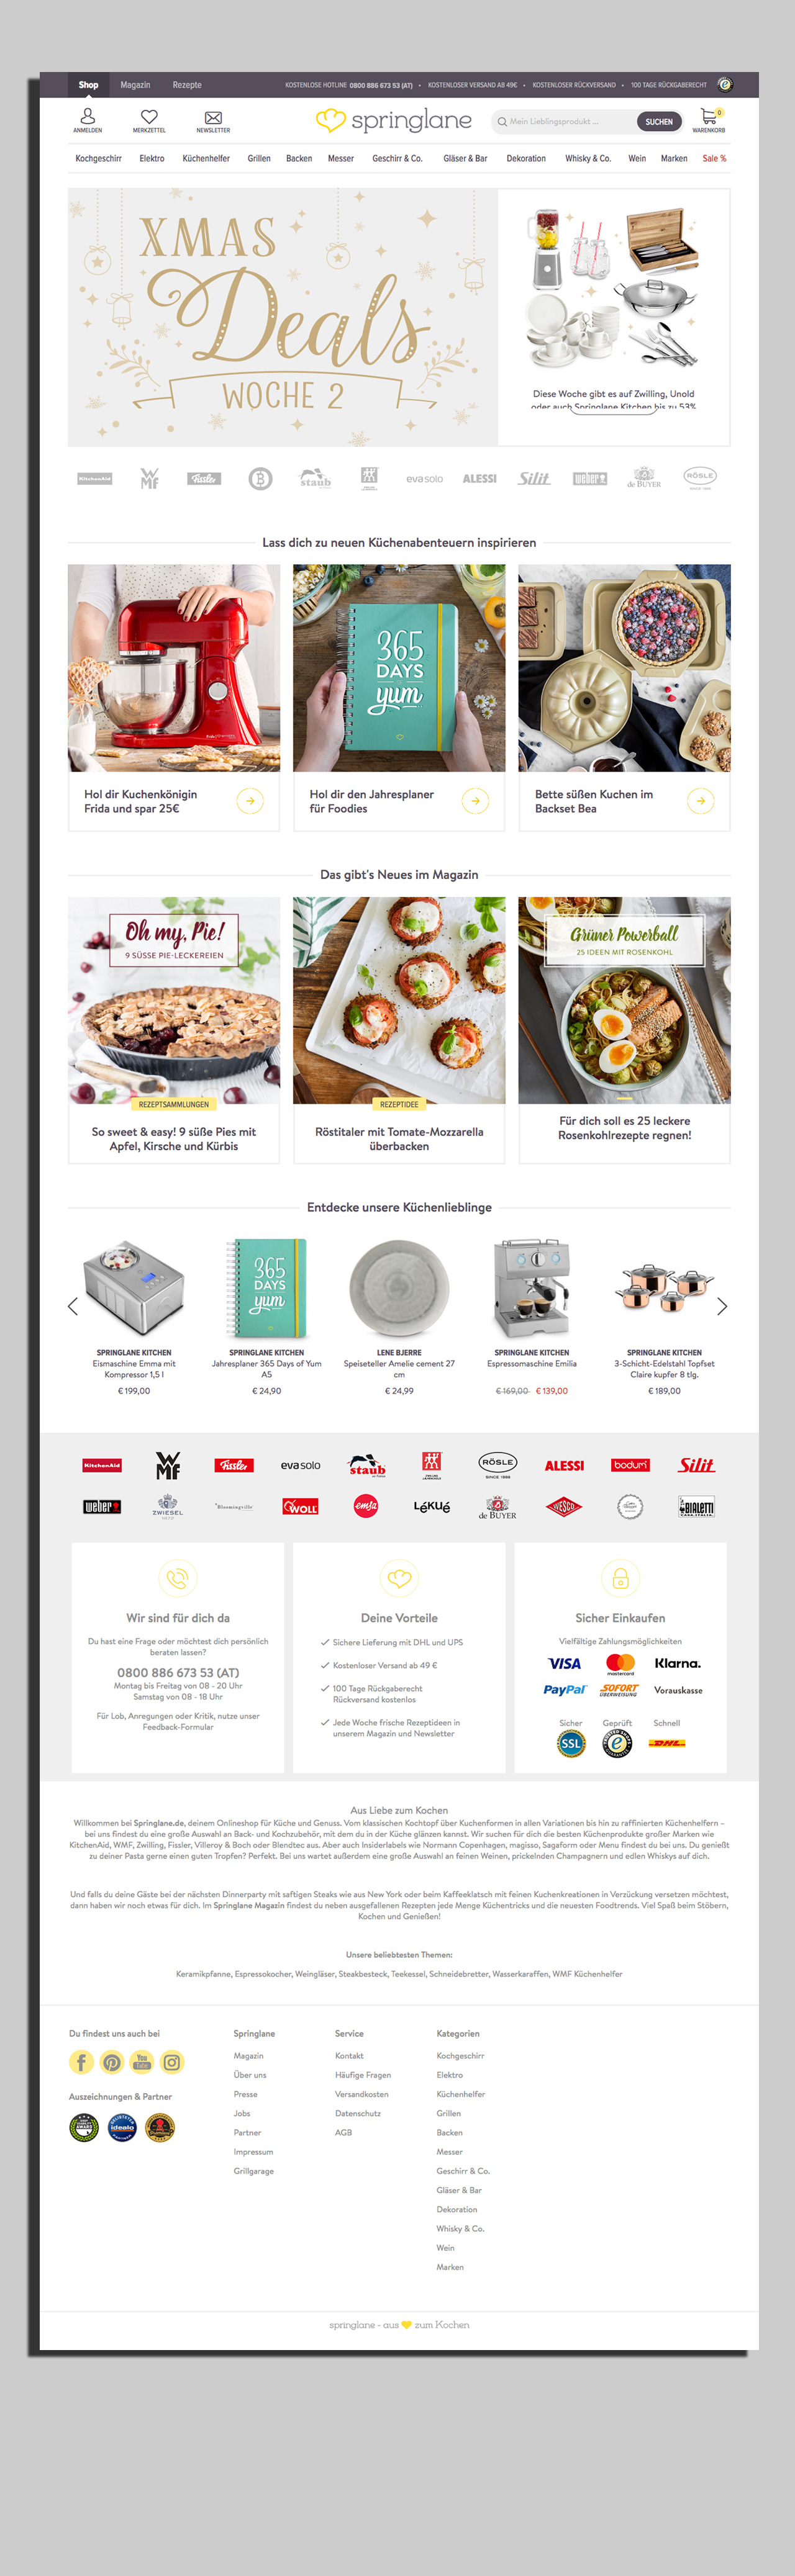 Shop Magazin Rezepte KOSTENLOSE HOTLINE 0800 886 673 53 (AT) • KOSTENLOSER VERSAND AB 49€ • KOSTENLOSER RÜCKVERSAND • 100 TAGE RÜCKGABERECHT
ANMELDEN MERKZETTEL NEWSLETTER springlane Mein Lieblingsprodukt ... SUCHEN 0 WARENKORB
Kochgeschirr Elektro Küchenhelfer Grillen Backen Messer Geschirr & Co. Gläser & Bar Dekoration Whisky & Co. Wein Marken Sale %
XMAS
Deals
WOCHE 2
Diese Woche gibt es auf Zwilling, Unold
oder auch Springlane Kitchen bis zu 53%
KitchenAid WMF Fissler B staub eva solo ALESSI Silit weber de BUYER RÖSLE
Lass dich zu neuen Küchenabenteuern inspirieren
365
DAYS
yum
Hol dir Kuchenkönigin
Frida und spar 25€
Hol dir den Jahresplaner
für Foodies
Bette süßen Kuchen im
Backset Bea
Das gibt's Neues im Magazin
Oh my, Pie!
9 SÜSSE PIE-LECKEREIEN
Grüner Powerball
25 IDEEN MIT ROSENKOHL
REZEPTSAMMLUNGEN
So sweet & easy! 9 süße Pies mit
Apfel, Kirsche und Kürbis
REZEPTIDEE
Röstitaler mit Tomate-Mozzarella
überbacken
Für dich soll es 25 leckere
Rosenkohlrezepte regnen!
Entdecke unsere Küchenlieblinge
365
DAYS
yum
SPRINGLANE KITCHEN
Eismaschine Emma mit
Kompressor 1,5 l
€ 199,00
SPRINGLANE KITCHEN
Jahresplaner 365 Days of Yum
A5
€ 24,90
LENE BJERRE
Speiseteller Amelie cement 27
cm
€ 24,99
SPRINGLANE KITCHEN
Espressomaschine Emilia
€ 169,00 € 139,00
SPRINGLANE KITCHEN
3-Schicht-Edelstahl Topfset
Claire kupfer 8 tlg.
€ 189,00
KitchenAid WMF Fissler eva solo staub RÖSLE ALESSI bodum Silit
weber ZWIESEL Bloomingville WOLL emsa LéKué de BUYER WESCO BIALETTI
Wir sind für dich da
Du hast eine Frage oder möchtest dich persönlich
beraten lassen?
0800 886 673 53 (AT)
Montag bis Freitag von 08 - 20 Uhr
Samstag von 08 - 18 Uhr
Für Lob, Anregungen oder Kritik, nutze unser
Feedback-Formular
Deine Vorteile
Sichere Lieferung mit DHL und UPS
Kostenloser Versand ab 49 €
100 Tage Rückgaberecht
Rückversand kostenlos
Jede Woche frische Rezeptideen in
unserem Magazin und Newsletter
Sicher Einkaufen
Vielfältige Zahlungsmöglichkeiten
VISA mastercard Klarna.
PayPal SOFORT ÜBERWEISUNG Vorauskasse
Sicher Geprüft Schnell
SSL DHL
Aus Liebe zum Kochen
Willkommen bei Springlane.de, deinem Onlineshop für Küche und Genuss. Vom klassischen Kochtopf über Kuchenformen in allen Variationen bis hin zu raffinierten Küchenhelfern –
bei uns findest du eine große Auswahl an Back- und Kochzubehör, mit dem du in der Küche glänzen kannst. Wir suchen für dich die besten Küchenprodukte großer Marken wie
KitchenAid, WMF, Zwilling, Fissler, Villeroy & Boch oder Blendtec aus. Aber auch Insiderlabels wie Normann Copenhagen, magisso, Sagaform oder Menu findest du bei uns. Du genießt
zu deiner Pasta gerne einen guten Tropfen? Perfekt. Bei uns wartet außerdem eine große Auswahl an feinen Weinen, prickelnden Champagnern und edlen Whiskys auf dich.
Und falls du deine Gäste bei der nächsten Dinnerparty mit saftigen Steaks wie aus New York oder beim Kaffeeklatsch mit feinen Kuchenkreationen in Verzückung versetzen möchtest,
dann haben wir noch etwas für dich. Im Springlane Magazin findest du neben ausgefallenen Rezepten jede Menge Küchentricks und die neuesten Foodtrends. Viel Spaß beim Stöbern,
Kochen und Genießen!
Unsere beliebtesten Themen:
Keramikpfanne, Espressokocher, Weingläser, Steakbesteck, Teekessel, Schneidebretter, Wasserkaraffen, WMF Küchenhelfer
Du findest uns auch bei
You Tube
Auszeichnungen & Partner
AWARD idealo
Springlane
Magazin
Über uns
Presse
Jobs
Partner
Impressum
Grillgarage
Service
Kontakt
Häufige Fragen
Versandkosten
Datenschutz
AGB
Kategorien
Kochgeschirr
Elektro
Küchenhelfer
Grillen
Backen
Messer
Geschirr & Co.
Gläser & Bar
Dekoration
Whisky & Co.
Wein
Marken
springlane - aus zum Kochen